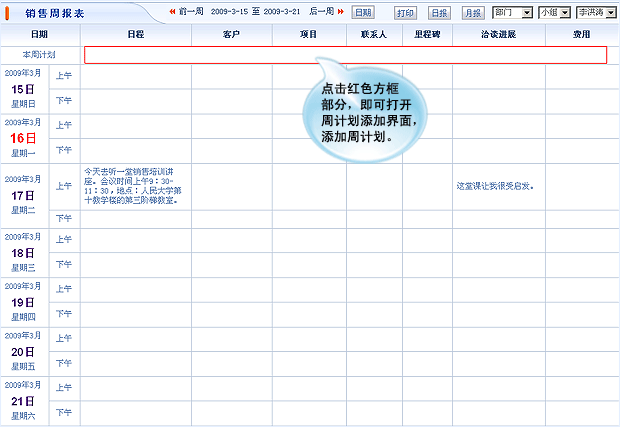 销售周报表 前一周 2009-3-15 至 2009-3-21 后一周 日期 打印 日报 月报 部门 小组 李洪涛
日期 日程 客户 项目 联系人 里程碑 洽谈进展 费用
本周计划
点击红色方框
部分，即可打开
周计划添加界面，
添加周计划。
2009年3月
15日
星期日
上午
下午
2009年3月
16日
星期一
上午
下午
2009年3月
17日
星期二
上午
今天去听一堂销售培训讲
座。会议时间上午9：30-
11：30，地点：人民大学第
十教学楼的第三阶梯教室。
这堂课让我很受启发。
下午
2009年3月
18日
星期三
上午
下午
2009年3月
19日
星期四
上午
下午
2009年3月
20日
星期五
上午
下午
2009年3月
21日
星期六
上午
下午